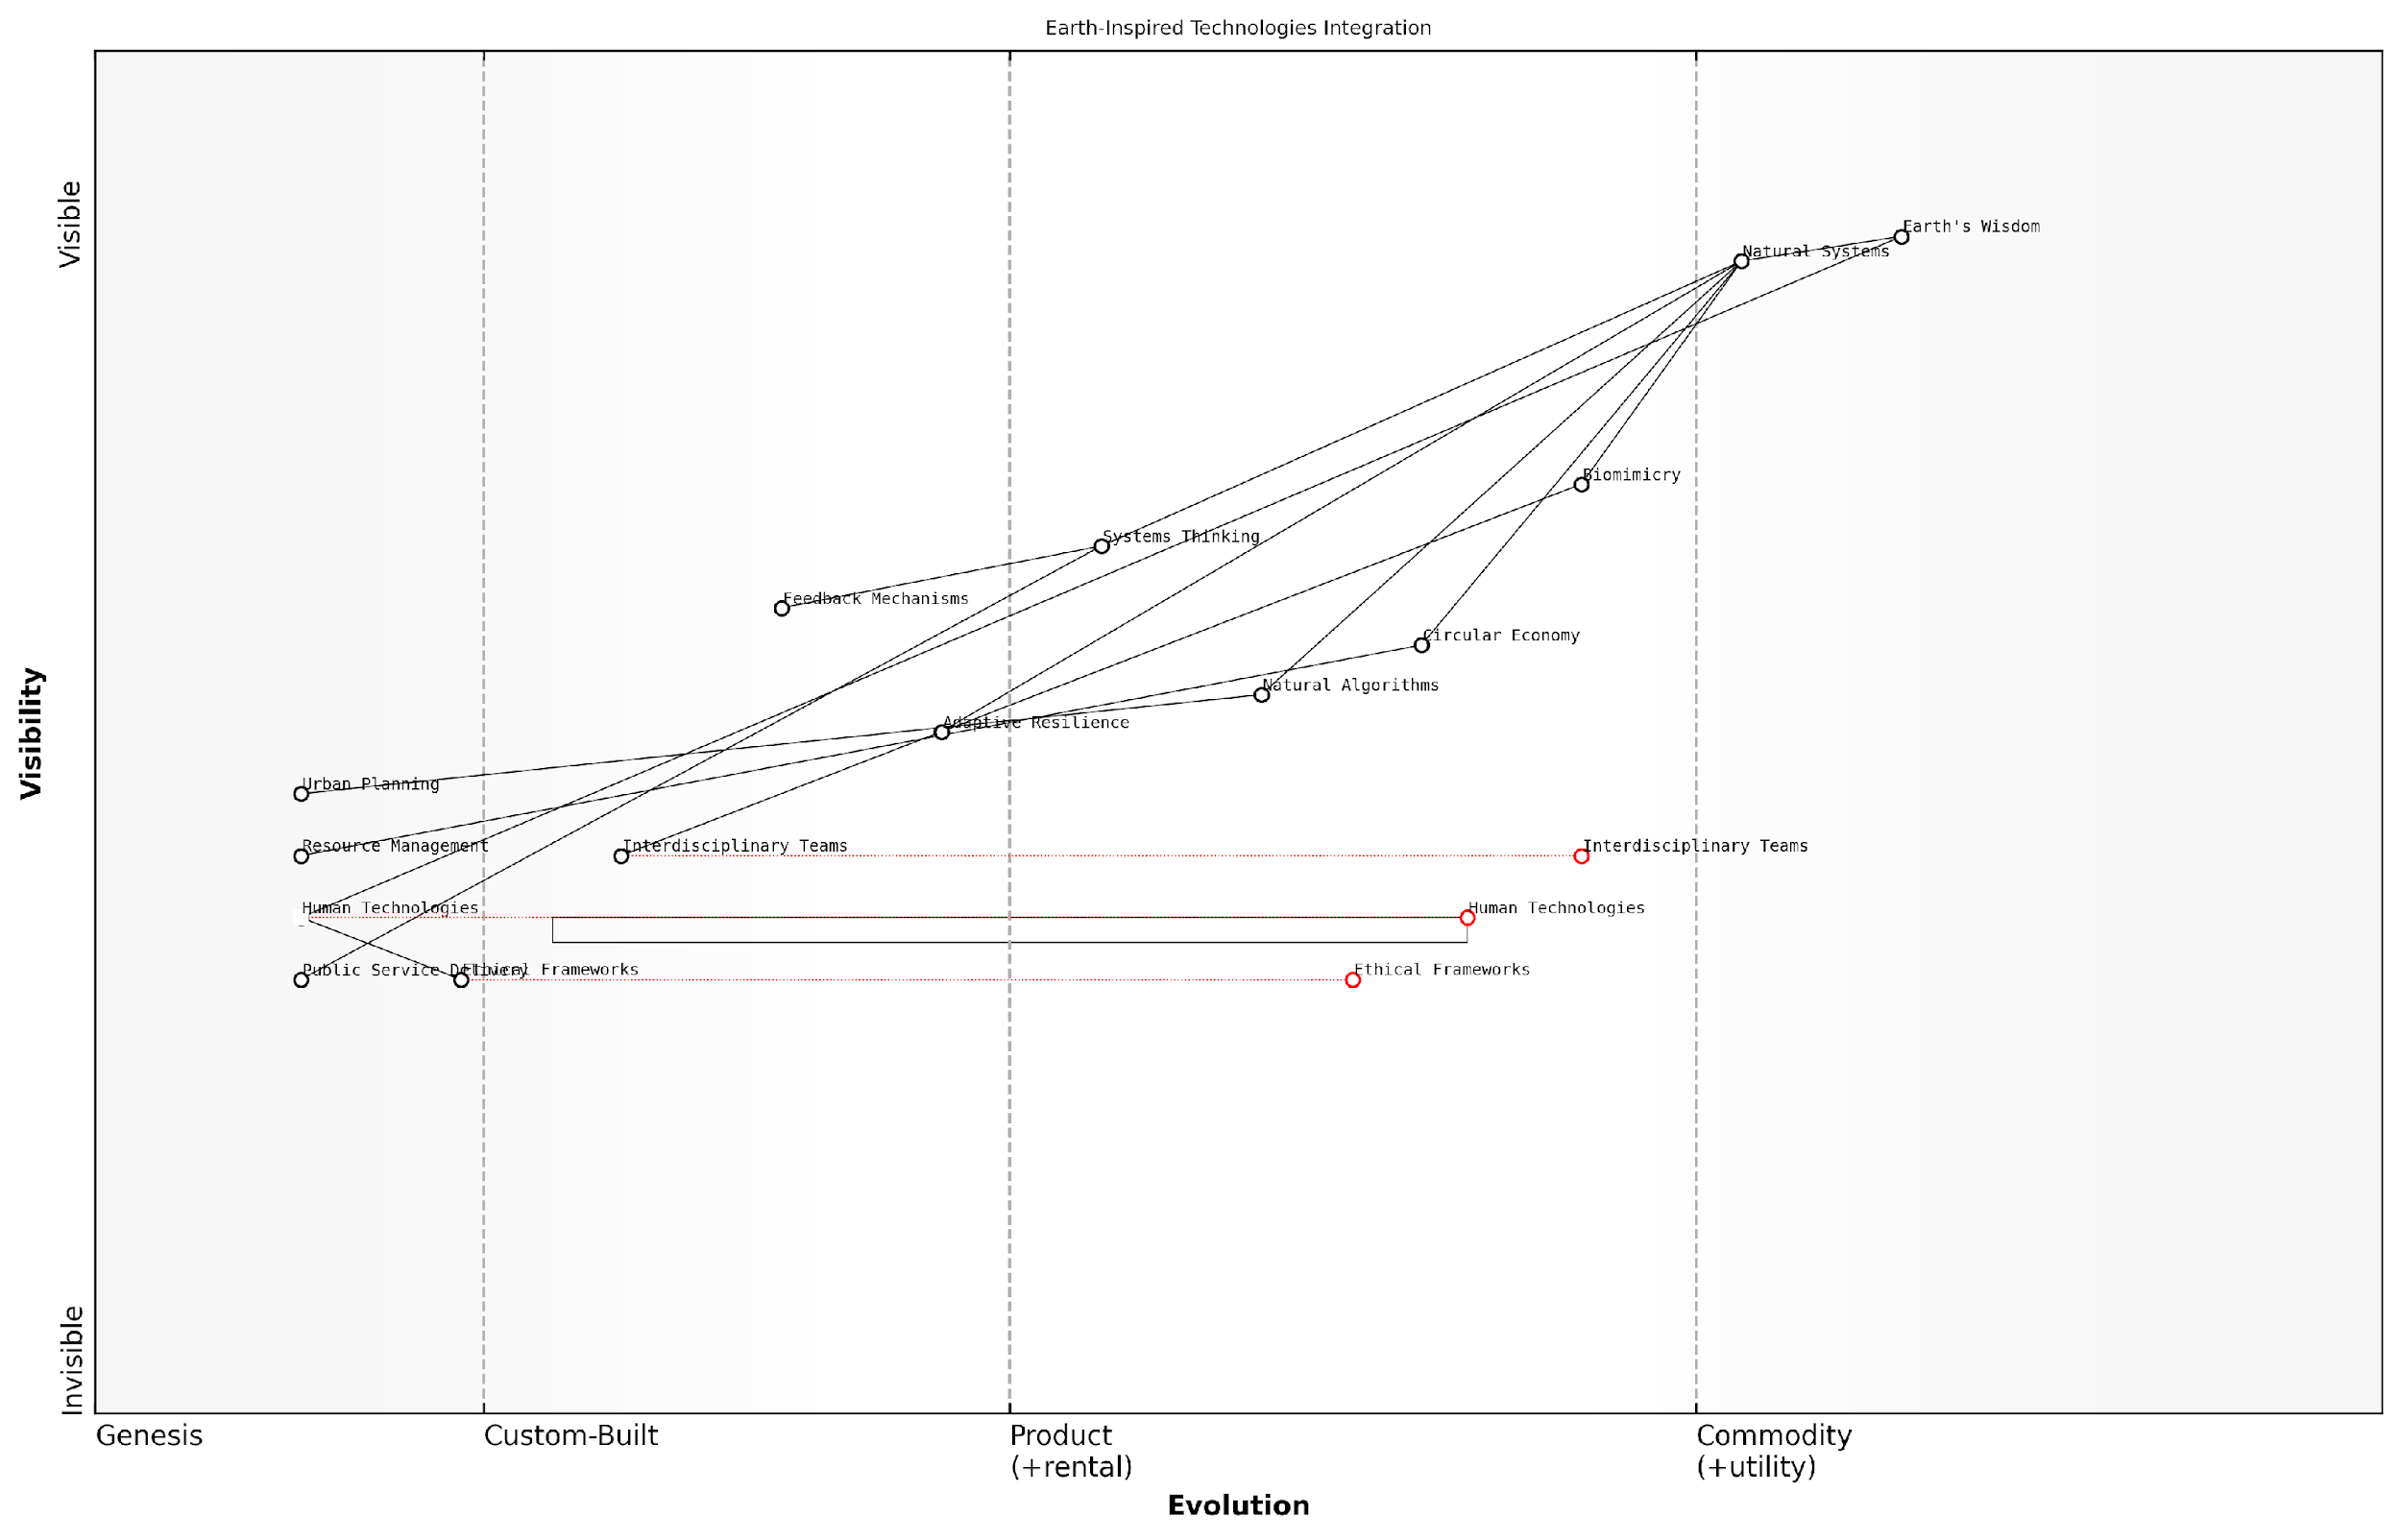 Earth-Inspired Technologies Integration
Visible
Earth's Wisdom
Natural Systems
Biomimicry
Systems Thinking
Feedback Mechanisms
Circular Economy
Natural Algorithms
Adaptive Resilience
Visibility
Urban Planning
Resource Management
Interdisciplinary Teams
Interdisciplinary Teams
Human Technologies
Human Technologies
Public Service Delivery
Ethical Frameworks
Ethical Frameworks
Invisible
Genesis
Custom-Built
Product
(+rental)
Commodity
(+utility)
Evolution